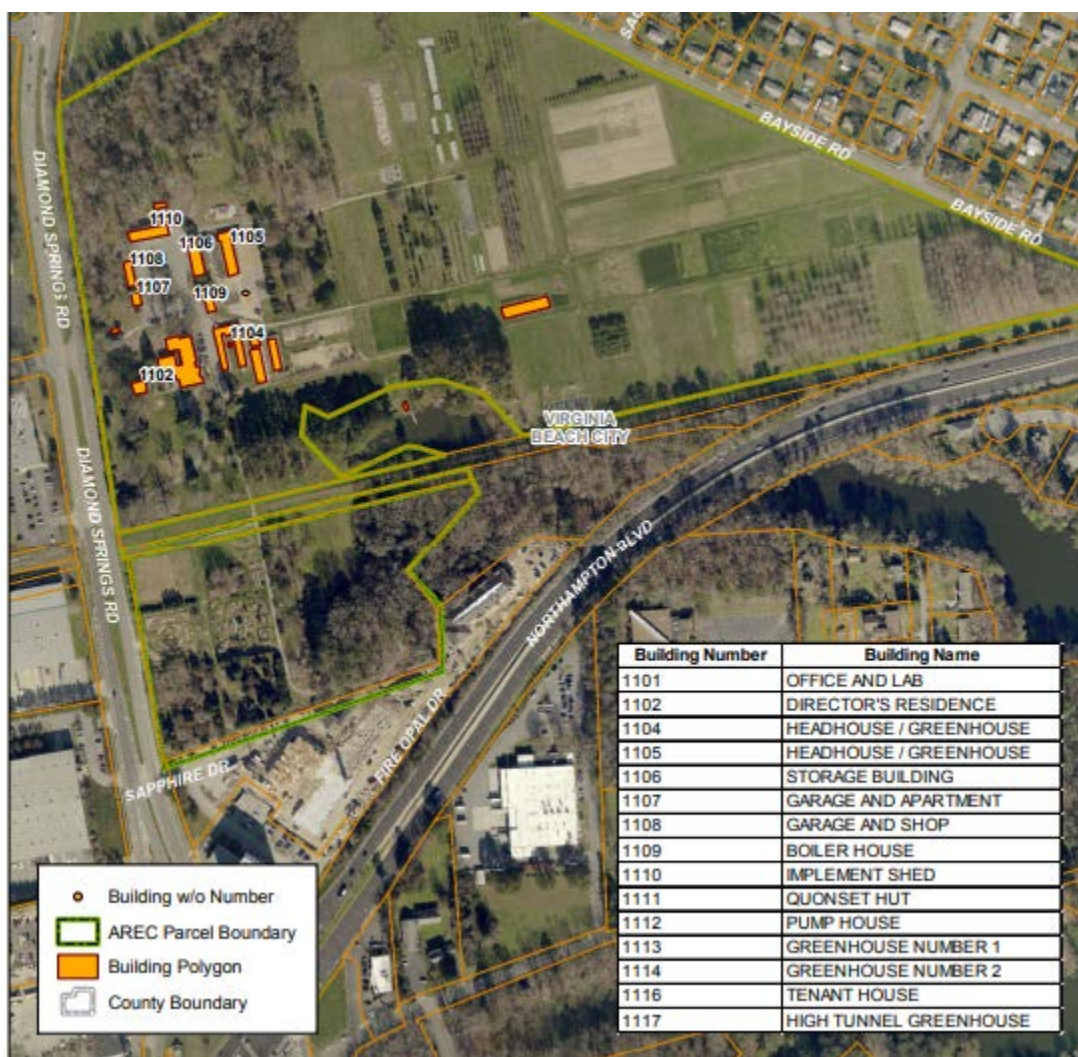 BAYSIDE RD
BAYSIDE RD
DIAMOND SPRINGS RD
1110
1106
1105
1108
1107
1109
1104
1102
VIRGINIA
BEACH CITY
DIAMOND SPRINGS RD
NORTHAMPTON BLVD
FIRE OPAL DR
SAPPHIRE DR
Building Number Building Name
1101 OFFICE AND LAB
1102 DIRECTOR'S RESIDENCE
1104 HEADHOUSE / GREENHOUSE
1105 HEADHOUSE / GREENHOUSE
1106 STORAGE BUILDING
1107 GARAGE AND APARTMENT
1108 GARAGE AND SHOP
1109 BOILER HOUSE
1110 IMPLEMENT SHED
1111 QUONSET HUT
1112 PUMP HOUSE
1113 GREENHOUSE NUMBER 1
1114 GREENHOUSE NUMBER 2
1116 TENANT HOUSE
1117 HIGH TUNNEL GREENHOUSE
Building w/o Number
AREC Parcel Boundary
Building Polygon
County Boundary